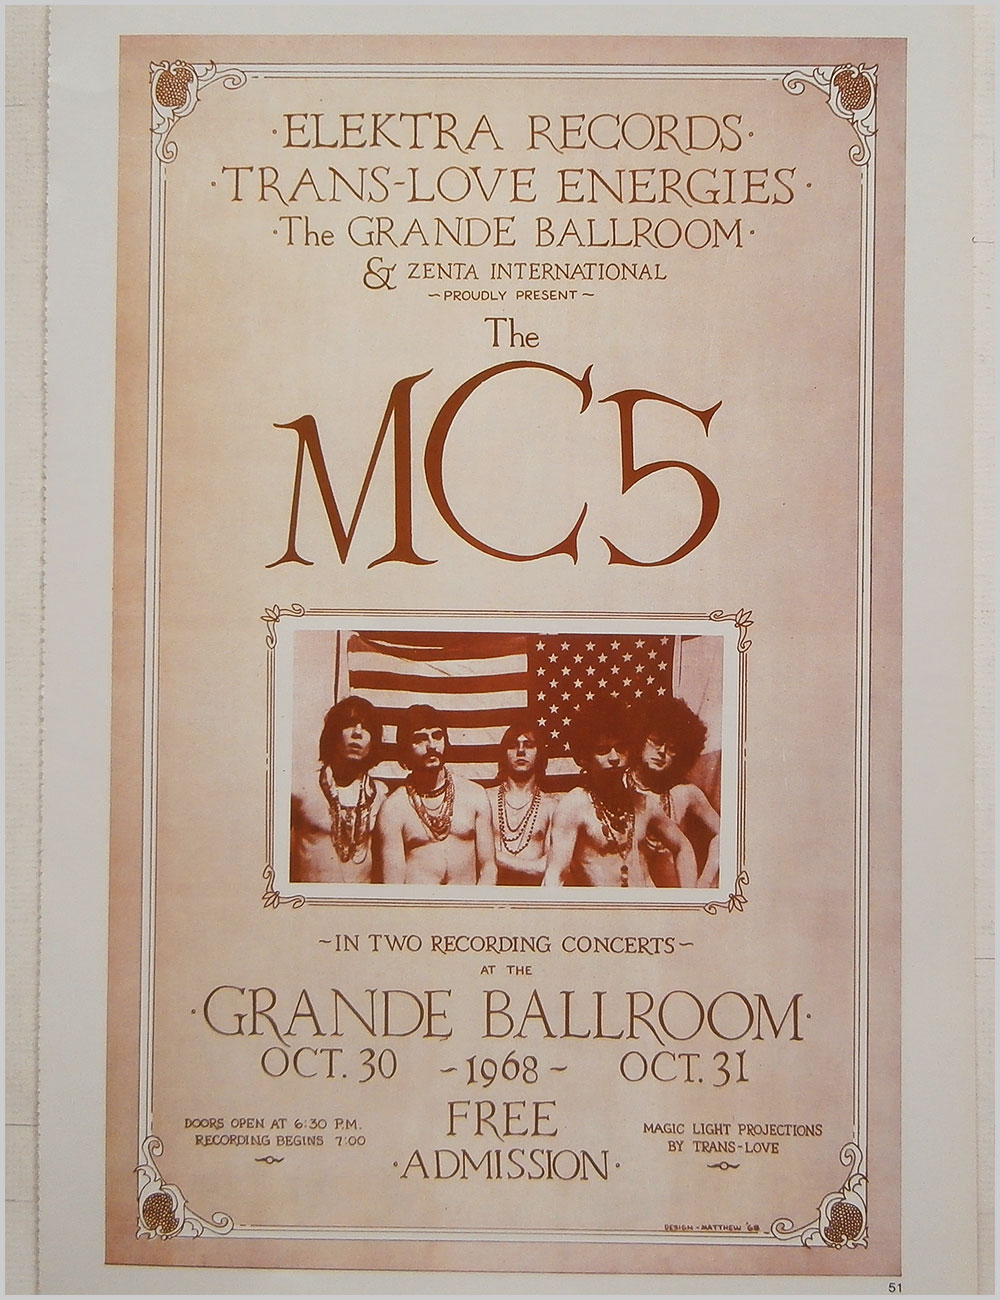 ·ELEKTRA RECORDS·
·TRANS-LOVE ENERGIES·
·The GRANDE BALLROOM·
& ZENTA INTERNATIONAL
~PROUDLY PRESENT~
The
MC5
~IN TWO RECORDING CONCERTS~
AT THE
·GRANDE BALLROOM·
OCT. 30 ~1968~ OCT. 31
FREE
·ADMISSION·
DOORS OPEN AT 6:30 P.M.
RECORDING BEGINS 7:00
MAGIC LIGHT PROJECTIONS
BY TRANS-LOVE
DESIGN-MATTHEW '68
51